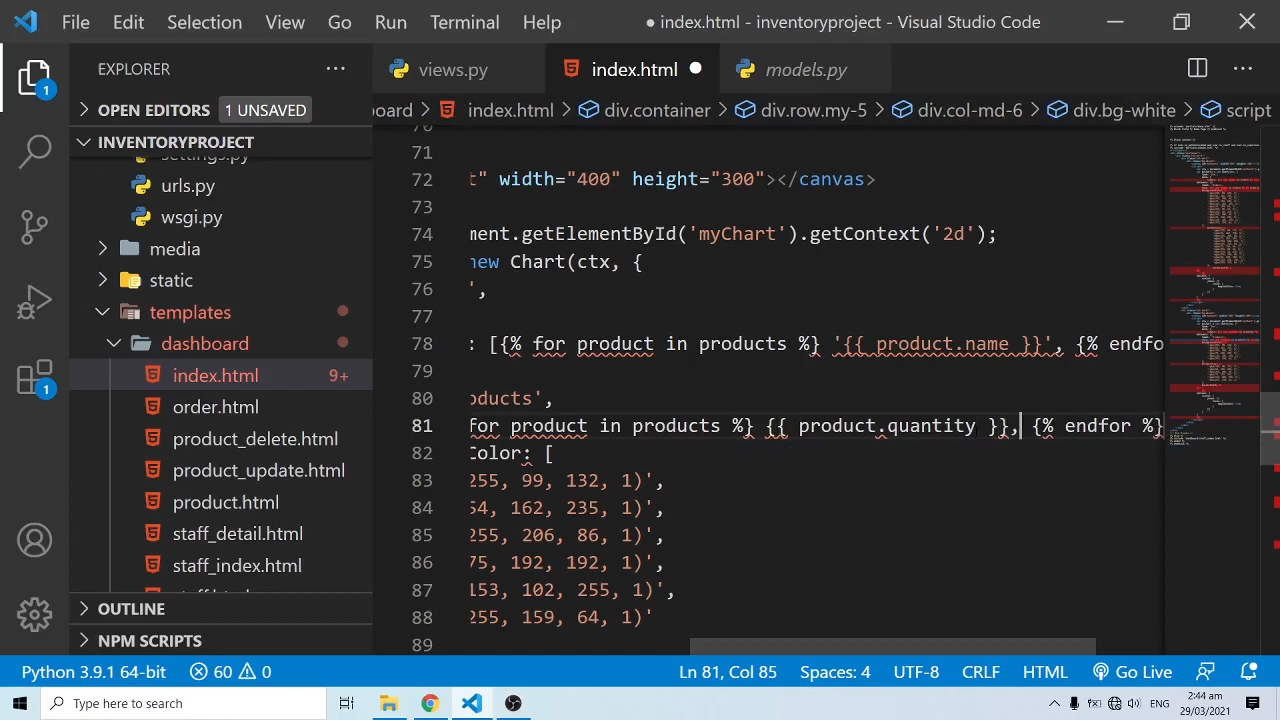 File Edit Selection View Go Run Terminal Help
● index.html - inventoryproject - Visual Studio Code
EXPLORER
views.py
index.html
models.py
OPEN EDITORS 1 UNSAVED
board > index.html > div.container > div.row.my-5 > div.col-md-6 > div.bg-white > script
INVENTORYPROJECT
settings.py
urls.py
wsgi.py
media
static
templates
dashboard
index.html 9+
order.html
product_delete.html
product_update.html
product.html
staff_detail.html
staff_index.html
OUTLINE
NPM SCRIPTS
1
1
70
71
72 t" width="400" height="300"></canvas>
73
74 ment.getElementById('myChart').getContext('2d');
75 new Chart(ctx, {
76 ',
77
78 : [{% for product in products %} '{{ product.name }}', {% endfo
79
80 oducts',
81 for product in products %} {{ product.quantity }}, {% endfor %}
82 Color: [
83 255, 99, 132, 1)',
84 54, 162, 235, 1)',
85 255, 206, 86, 1)',
86 75, 192, 192, 1)',
87 153, 102, 255, 1)',
88 255, 159, 64, 1)'
89
Python 3.9.1 64-bit 60 0 Ln 81, Col 85 Spaces: 4 UTF-8 CRLF HTML Go Live
Type here to search
ENG
2:44 am
29/03/2021